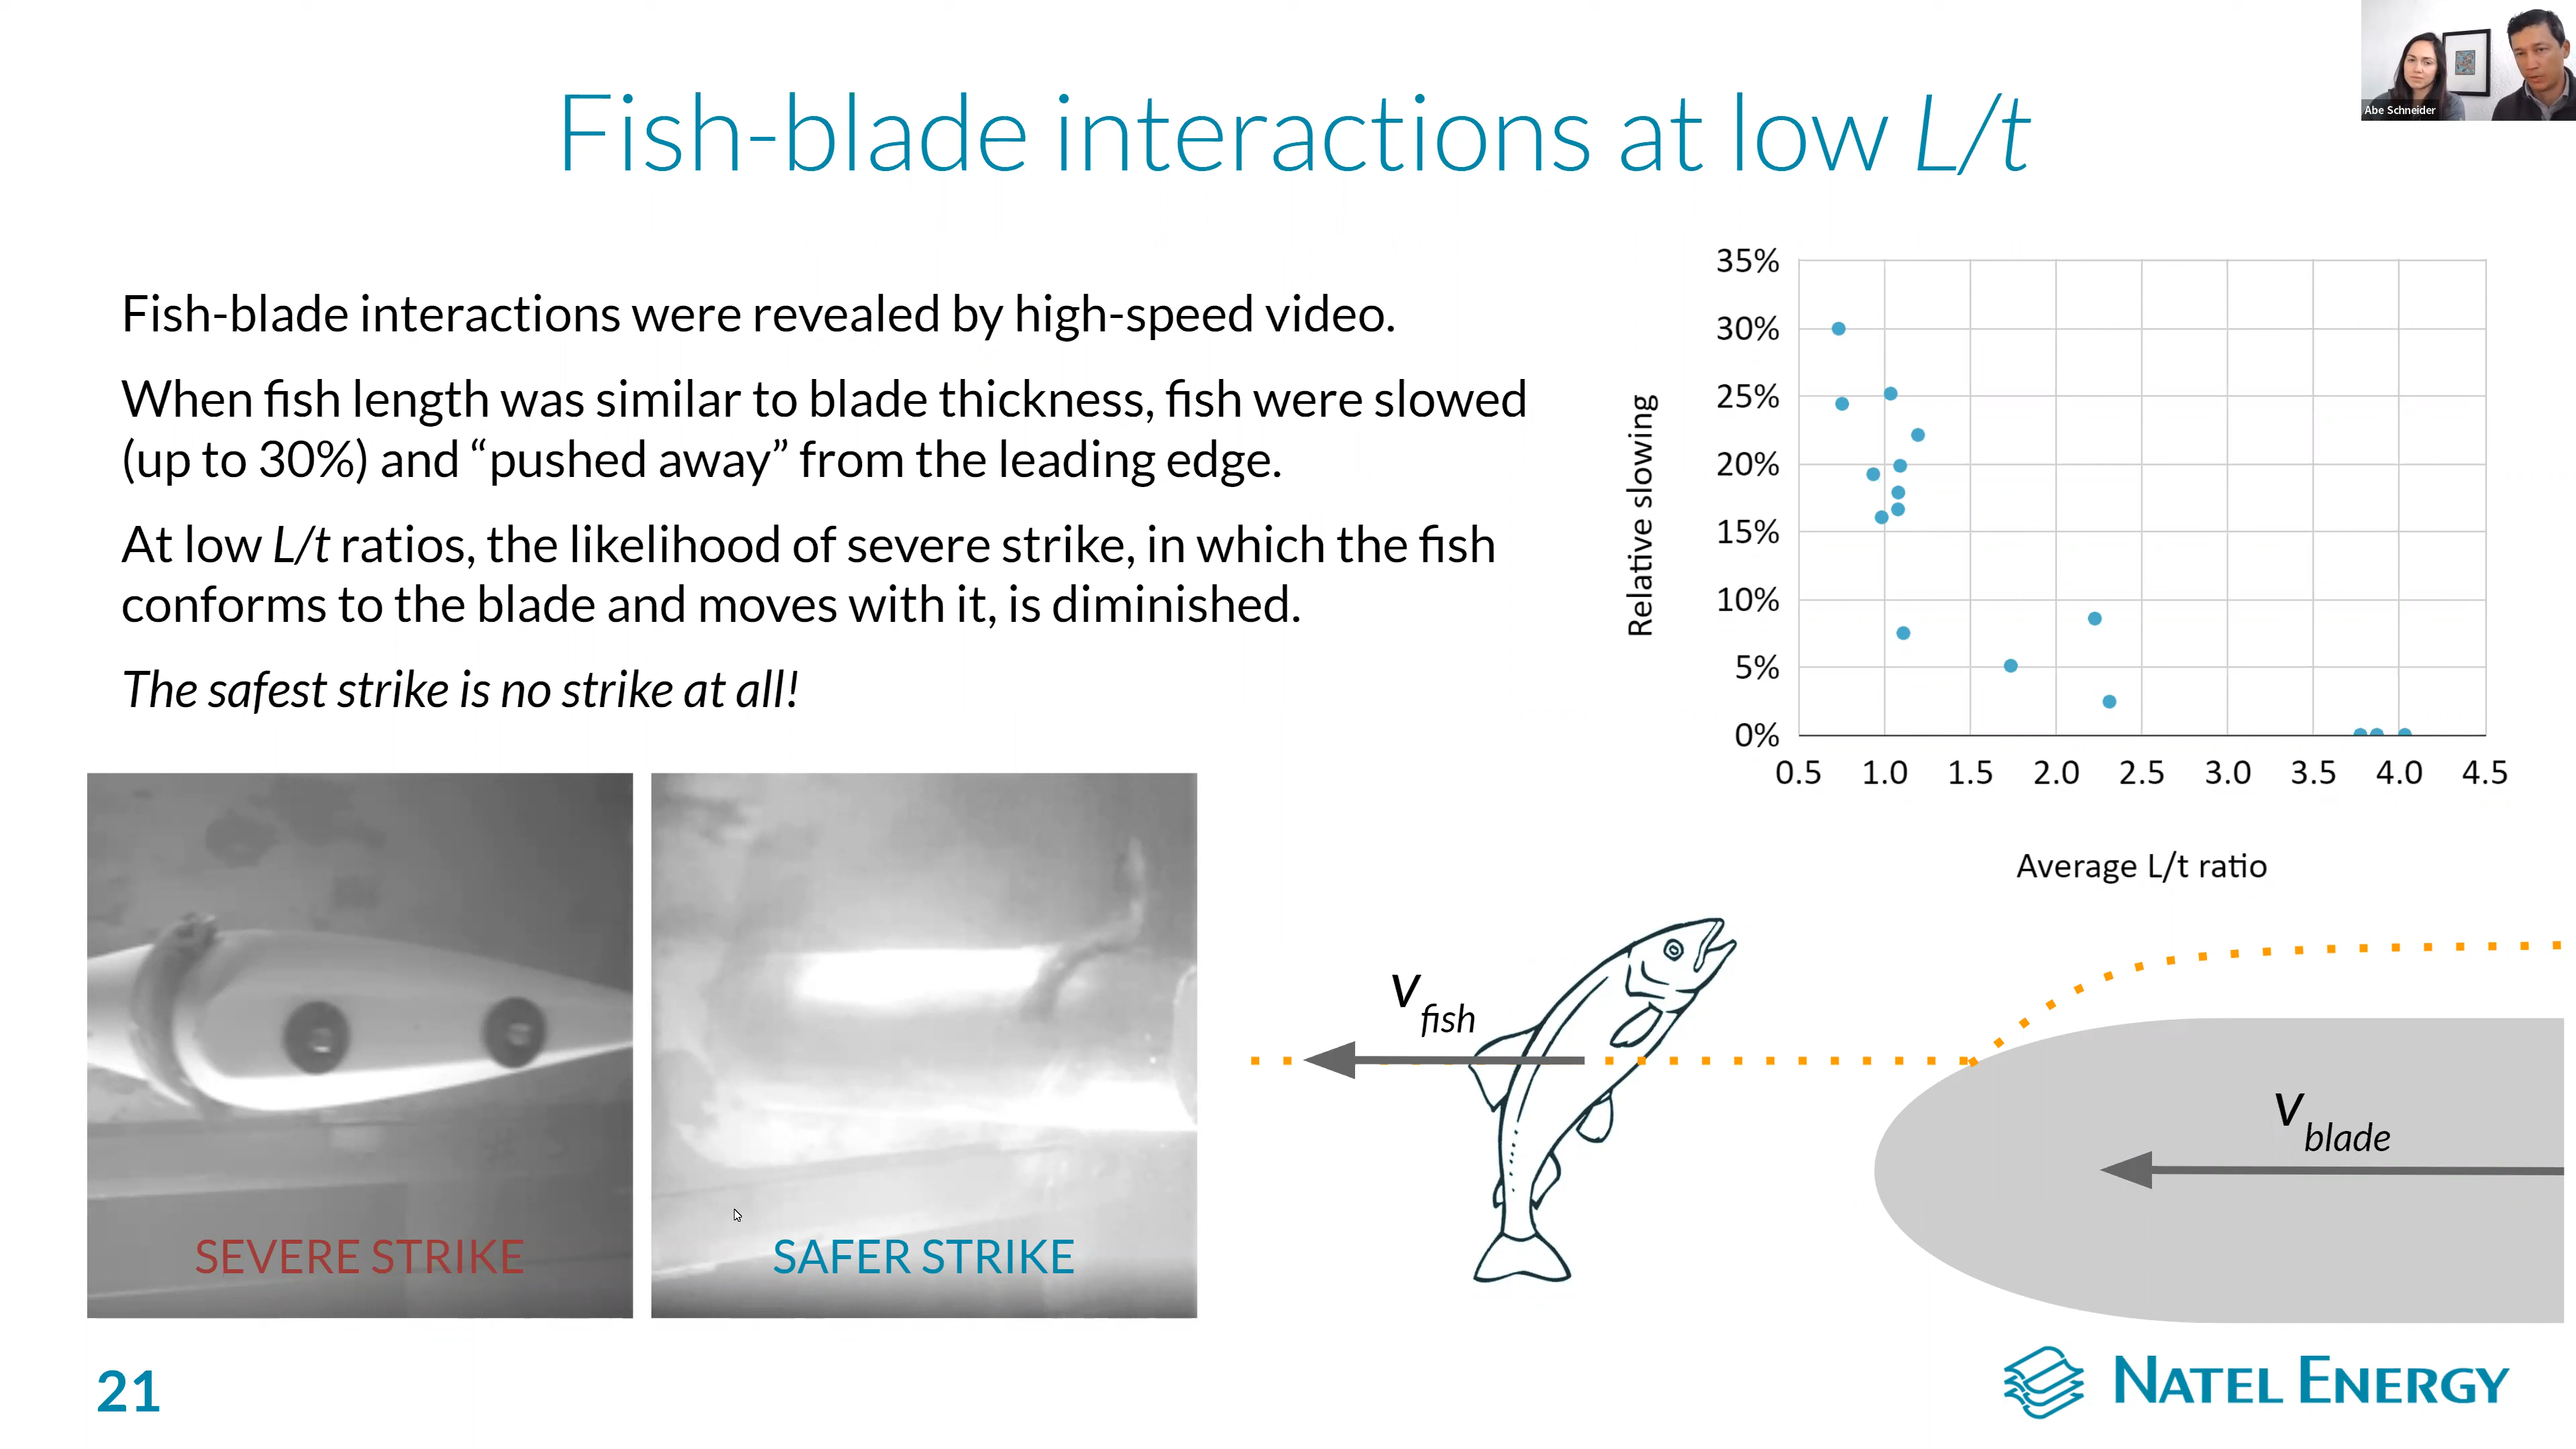 Abe Schneider
Fish-blade interactions at low L/t
Fish-blade interactions were revealed by high-speed video.
When fish length was similar to blade thickness, fish were slowed
(up to 30%) and “pushed away” from the leading edge.
At low L/t ratios, the likelihood of severe strike, in which the fish
conforms to the blade and moves with it, is diminished.
The safest strike is no strike at all!
Relative slowing
35%
30%
25%
20%
15%
10%
5%
0%
0.5 1.0 1.5 2.0 2.5 3.0 3.5 4.0 4.5
Average L/t ratio
SEVERE STRIKE
SAFER STRIKE
v fish
v blade
21
NATEL ENERGY